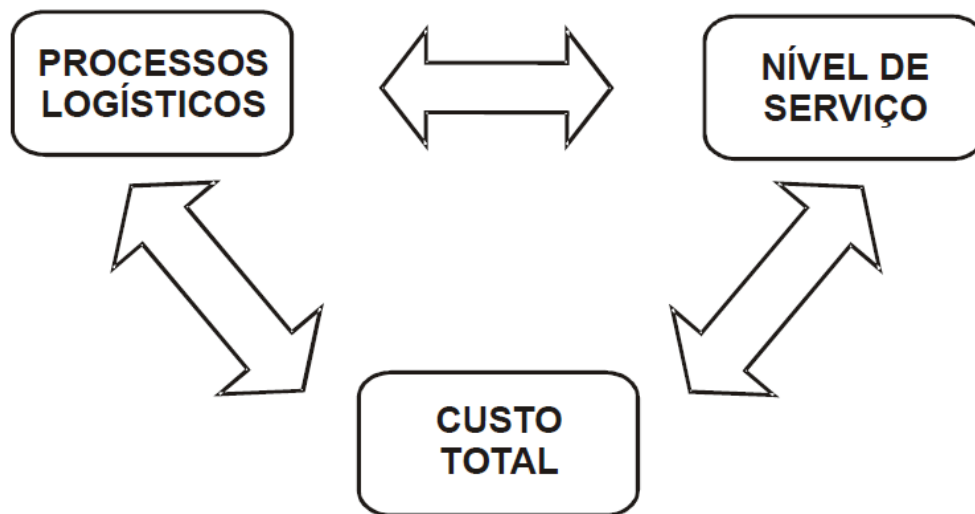 PROCESSOS
LOGÍSTICOS
NÍVEL DE
SERVIÇO
CUSTO
TOTAL